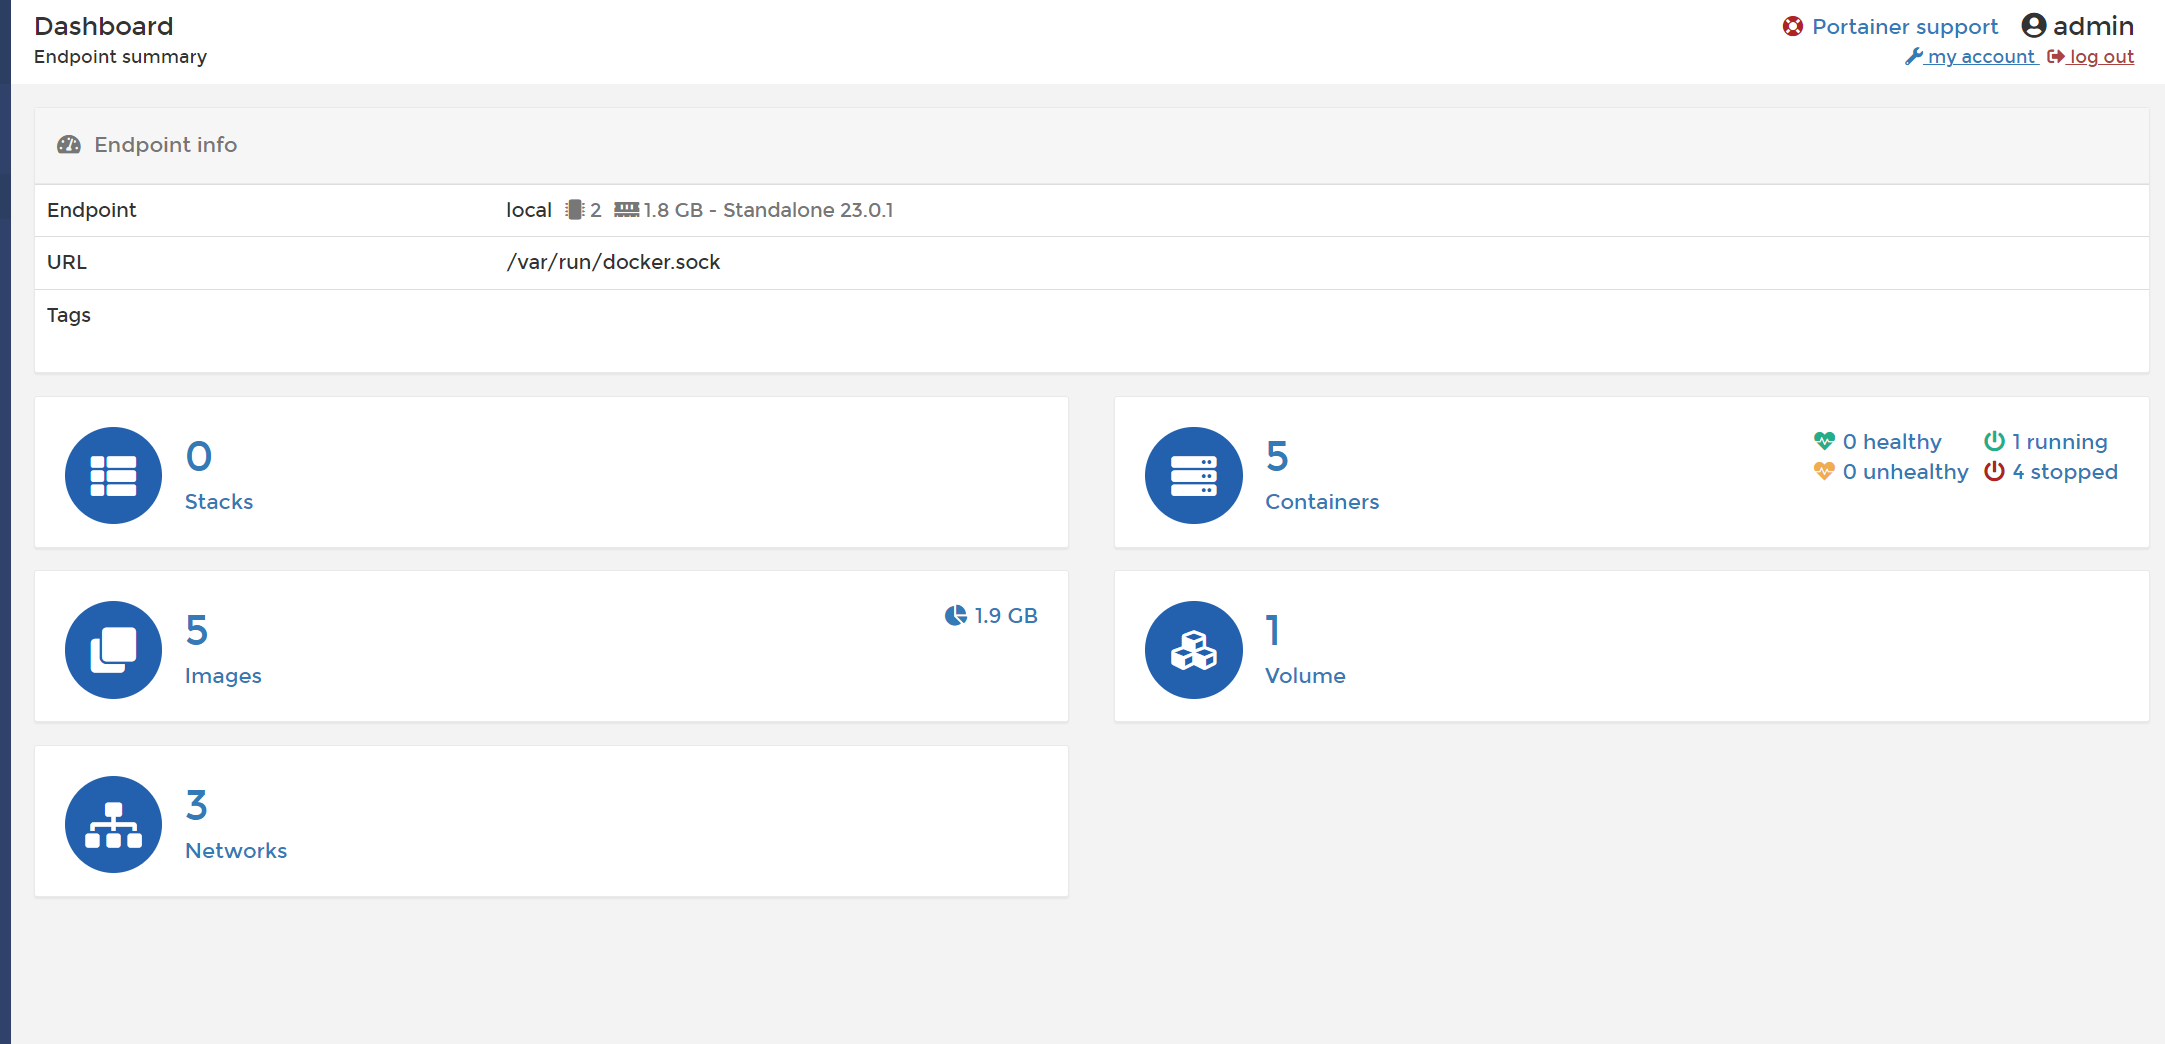 Dashboard
Endpoint summary
Portainer support admin
my account log out
Endpoint info
Endpoint local 2 1.8 GB - Standalone 23.0.1
URL /var/run/docker.sock
Tags
0
Stacks
5
Containers
0 healthy 1 running
0 unhealthy 4 stopped
5
Images
1.9 GB
1
Volume
3
Networks